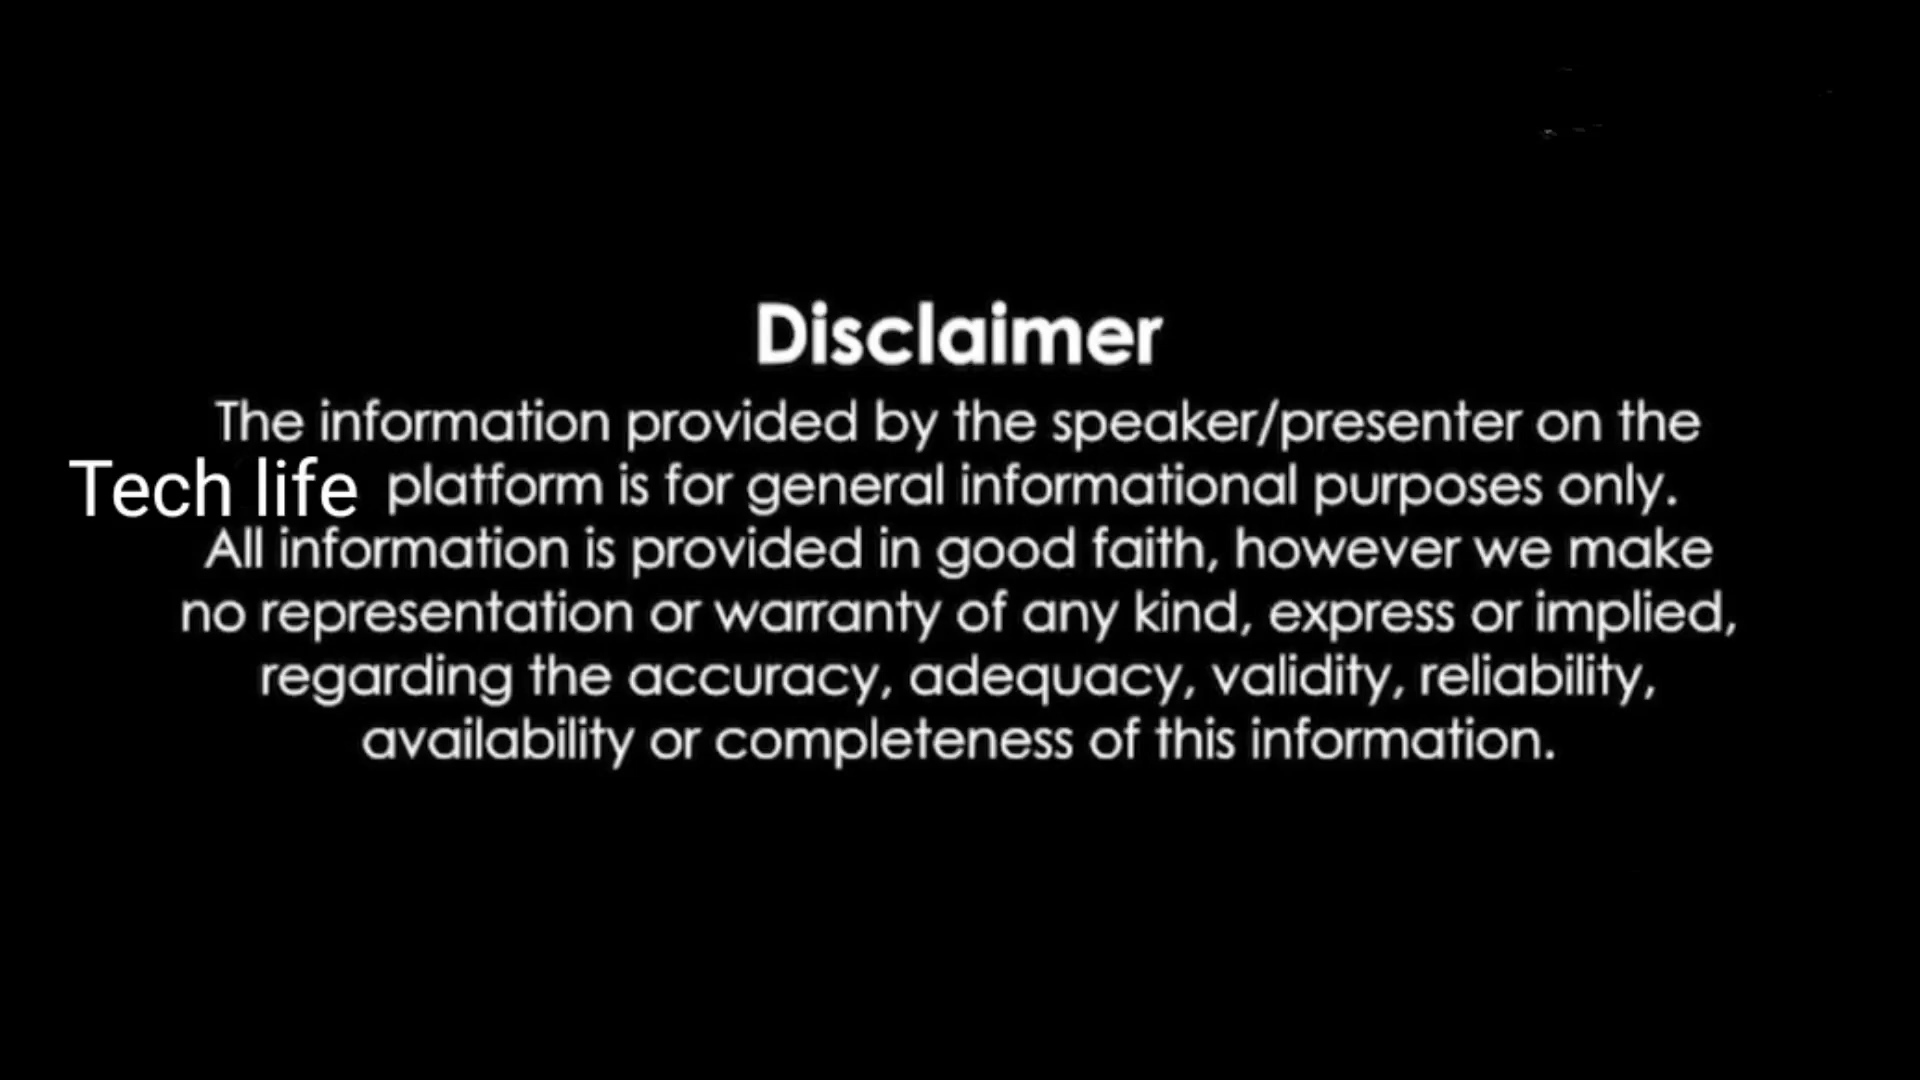 Disclaimer
The information provided by the speaker/presenter on the
Tech life platform is for general informational purposes only.
All information is provided in good faith, however we make
no representation or warranty of any kind, express or implied,
regarding the accuracy, adequacy, validity, reliability,
availability or completeness of this information.